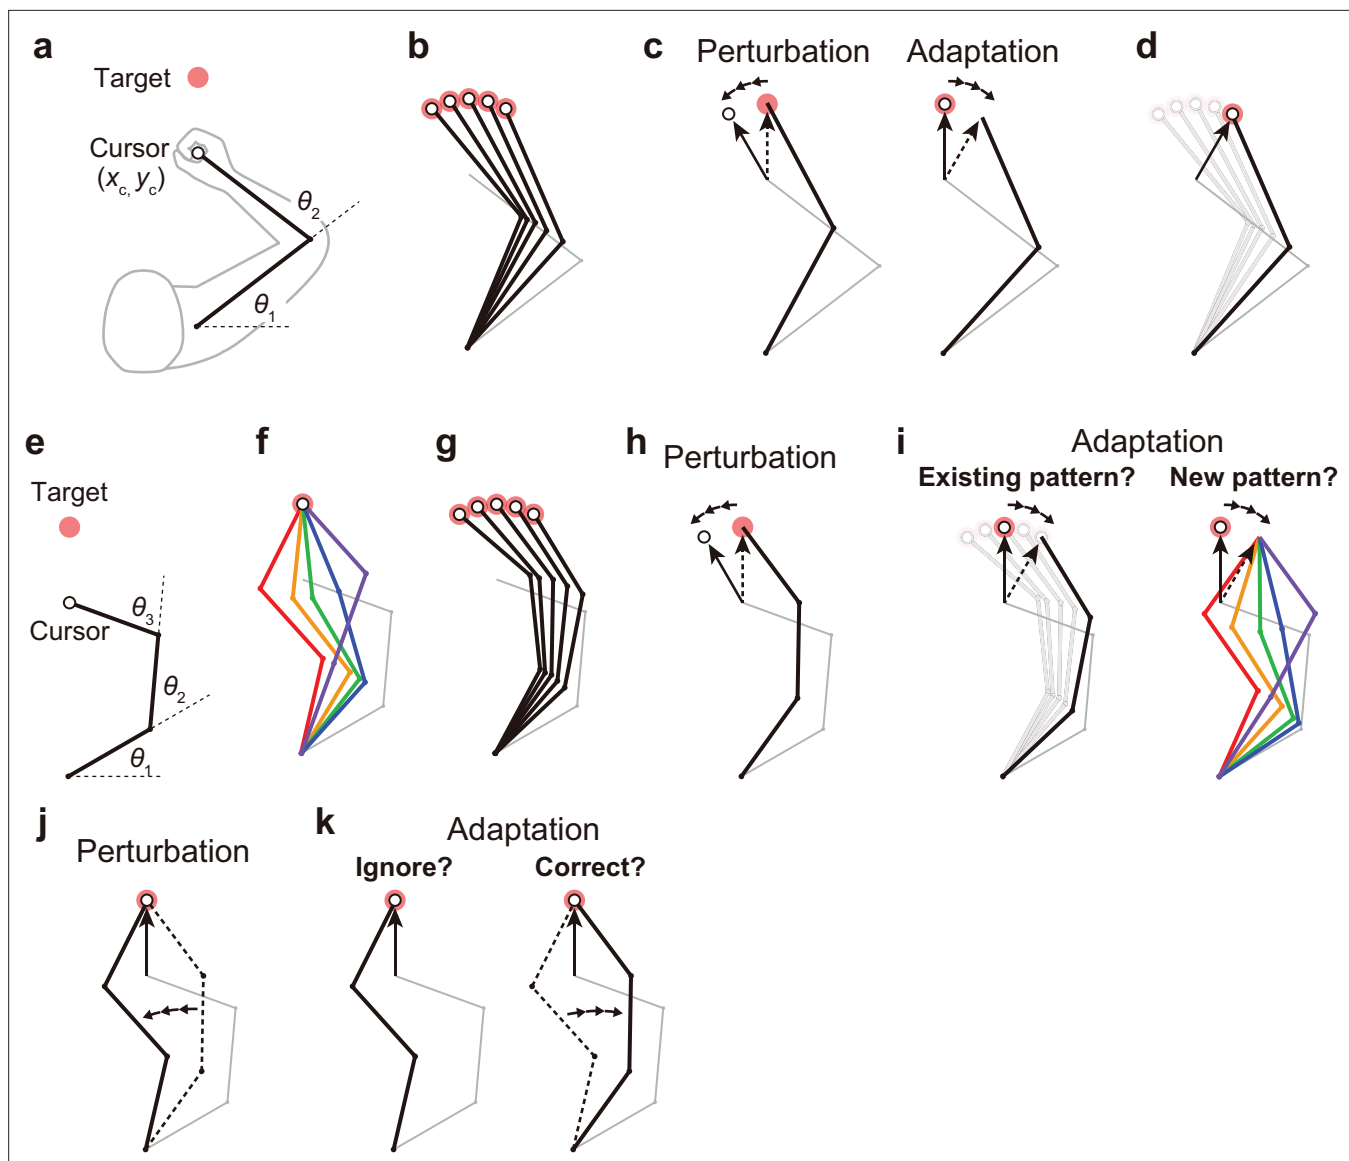 a
Target
Cursor
(xc, yc)
θ2
θ1
b
c
Perturbation
Adaptation
d
e
Target
Cursor
θ3
θ2
θ1
f
g
h
Perturbation
i
Adaptation
Existing pattern?
New pattern?
j
Perturbation
k
Adaptation
Ignore?
Correct?